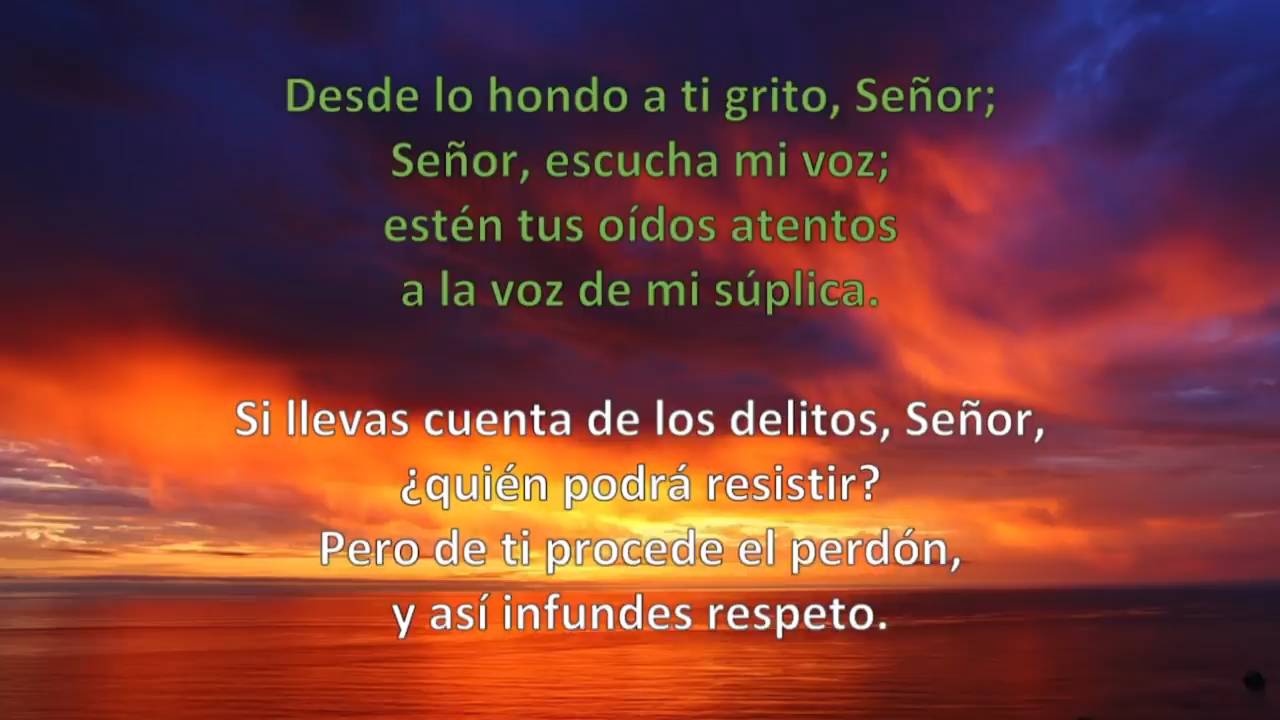 Desde lo hondo a ti grito, Señor;
Señor, escucha mi voz;
estén tus oídos atentos
a la voz de mi súplica.
Si llevas cuenta de los delitos, Señor,
¿quién podrá resistir?
Pero de ti procede el perdón,
y así infundes respeto.